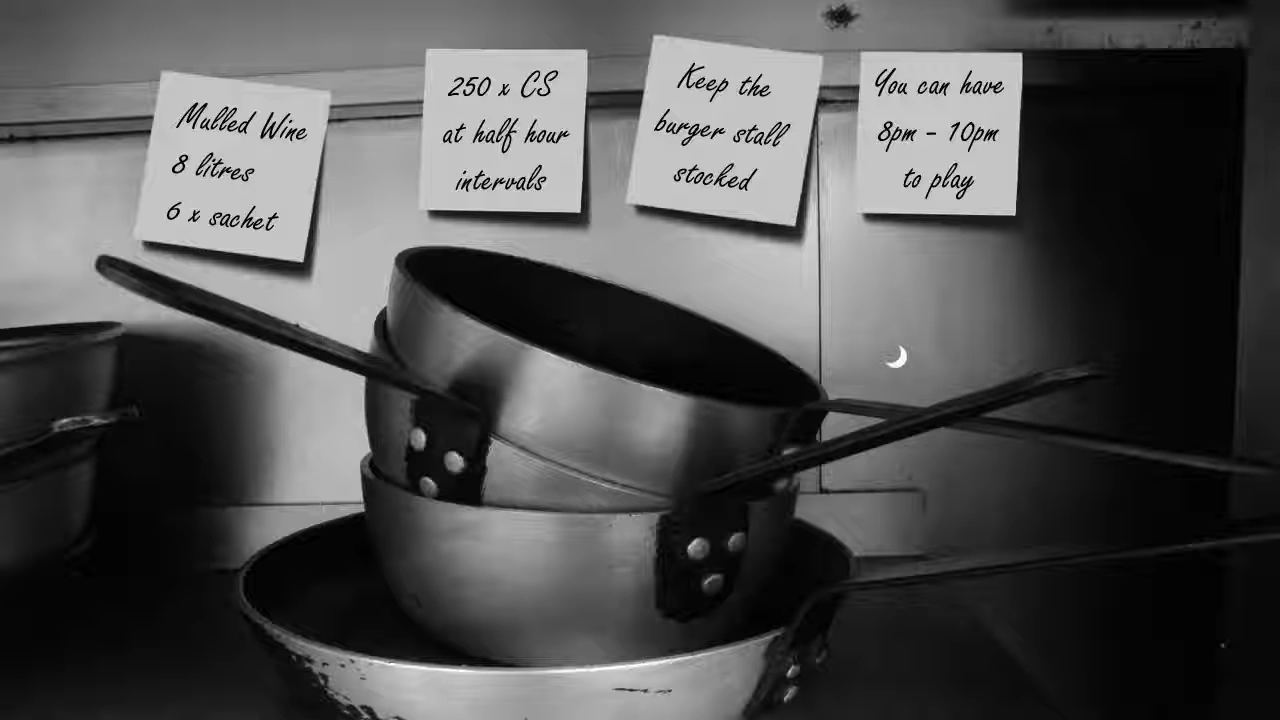 Mulled Wine
8 litres
6 x sachet
250 x CS
at half hour
intervals
Keep the
burger stall
stocked
You can have
8pm - 10pm
to play